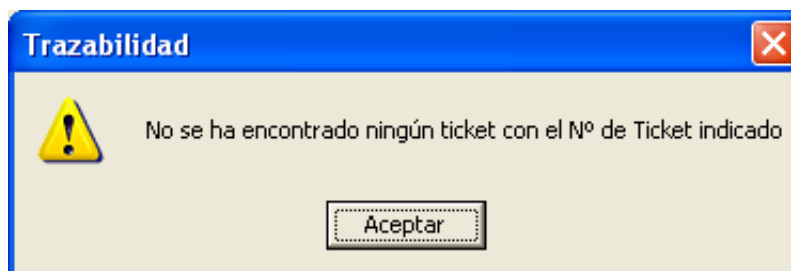 Trazabilidad
No se ha encontrado ningún ticket con el Nº de Ticket indicado
Aceptar